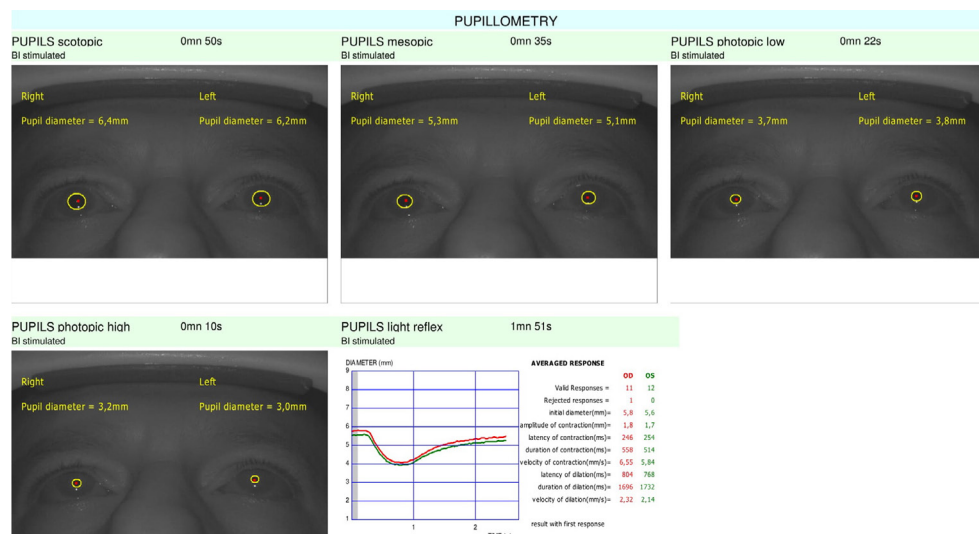 PUPILLOMETRY
PUPILS scotopic 0mn 50s
BI stimulated
Right Left
Pupil diameter = 6,4mm Pupil diameter = 6,2mm
PUPILS mesopic 0mn 35s
BI stimulated
Right Left
Pupil diameter = 5,3mm Pupil diameter = 5,1mm
PUPILS photopic low 0mn 22s
BI stimulated
Right Left
Pupil diameter = 3,7mm Pupil diameter = 3,8mm
PUPILS photopic high 0mn 10s
BI stimulated
Right Left
Pupil diameter = 3,2mm Pupil diameter = 3,0mm
PUPILS light reflex 1mn 51s
BI stimulated
DIAMETER (mm)
9
8
7
6
5
4
3
2
1
1 2
AVERAGED RESPONSE
OD OS
Valid Responses = 11 12
Rejected responses = 1 0
initial diameter(mm)= 5,8 5,6
amplitude of contraction(mm)= 1,8 1,7
latency of contraction(ms)= 246 254
duration of contraction(ms)= 558 514
velocity of contraction(mm/s)= 6,55 5,84
latency of dilation(ms)= 804 768
duration of dilation(ms)= 1696 1732
velocity of dilation(mm/s)= 2,32 2,14
result with first response